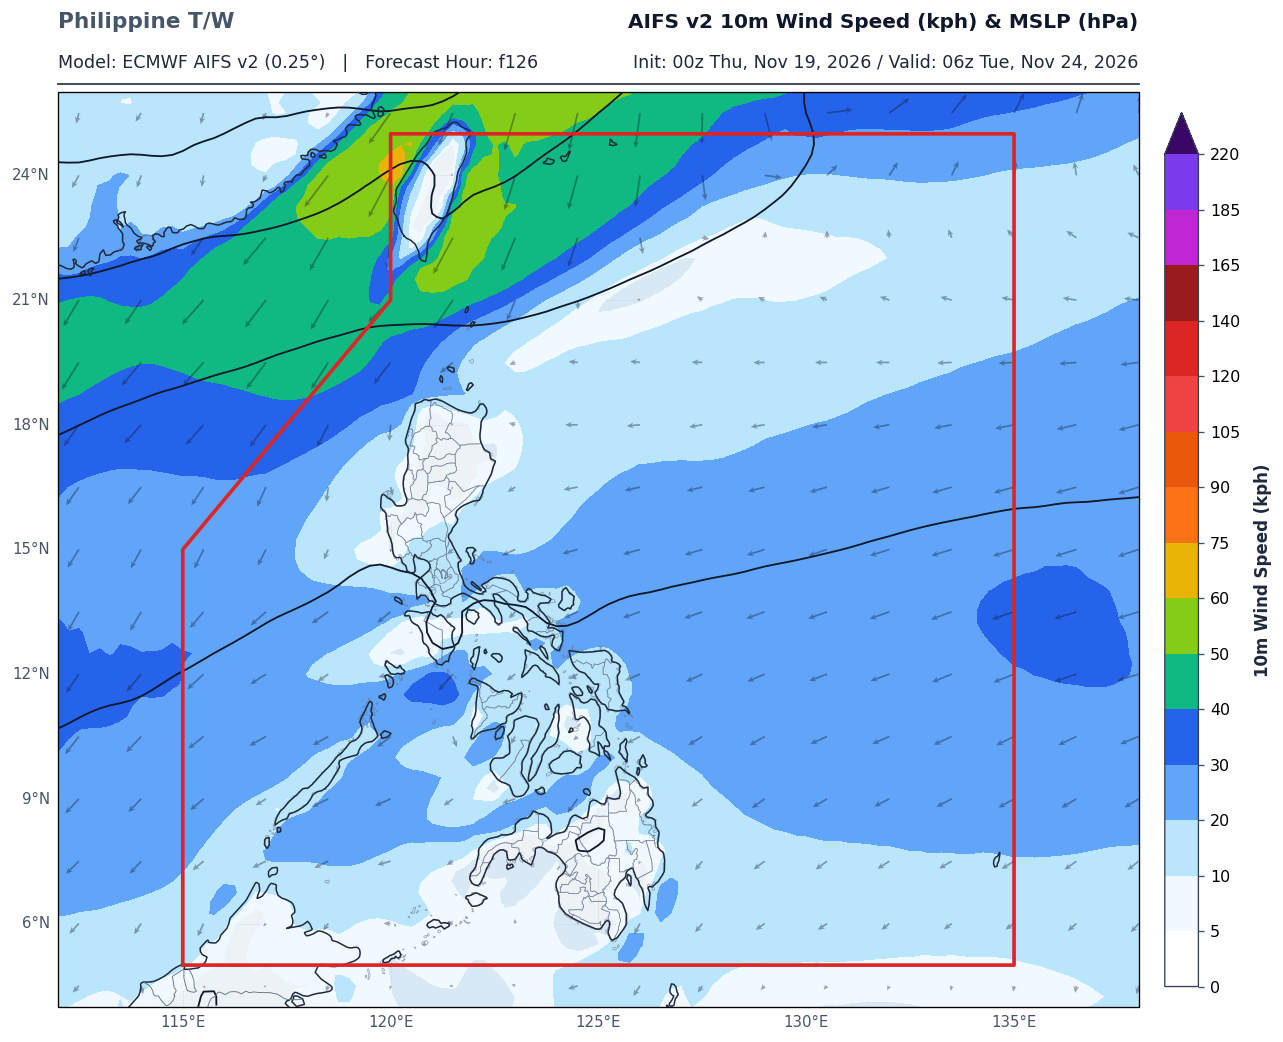 Philippine T/W
AIFS v2 10m Wind Speed (kph) & MSLP (hPa)
Model: ECMWF AIFS v2 (0.25°)   |   Forecast Hour: f126
Init: 00z Thu, Nov 19, 2026 / Valid: 06z Tue, Nov 24, 2026
24°N
21°N
18°N
15°N
12°N
9°N
6°N
115°E
120°E
125°E
130°E
135°E
220
185
165
140
120
105
90
75
60
50
40
30
20
10
5
0
10m Wind Speed (kph)